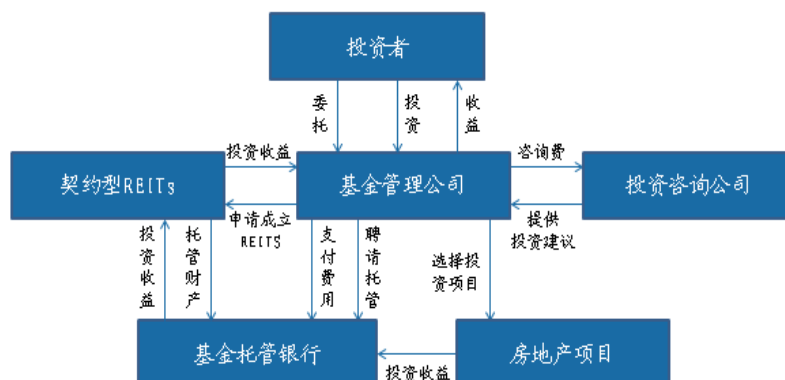 投资者
委托
投资
收益
投资收益
咨询费
契约型REITs
基金管理公司
投资咨询公司
申请成立
REITS
提供
投资建议
投资收益
托管财产
支付费用
聘请托管
选择投
资项目
基金托管银行
房地产项目
投资收益